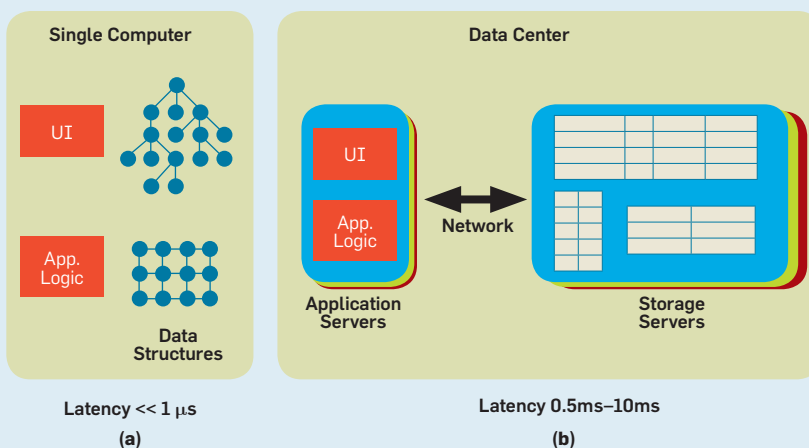 Single Computer
UI
App.
Logic
Data
Structures
Latency << 1 μs
(a)
Data Center
UI
App.
Logic
Application
Servers
Network
Storage
Servers
Latency 0.5ms–10ms
(b)